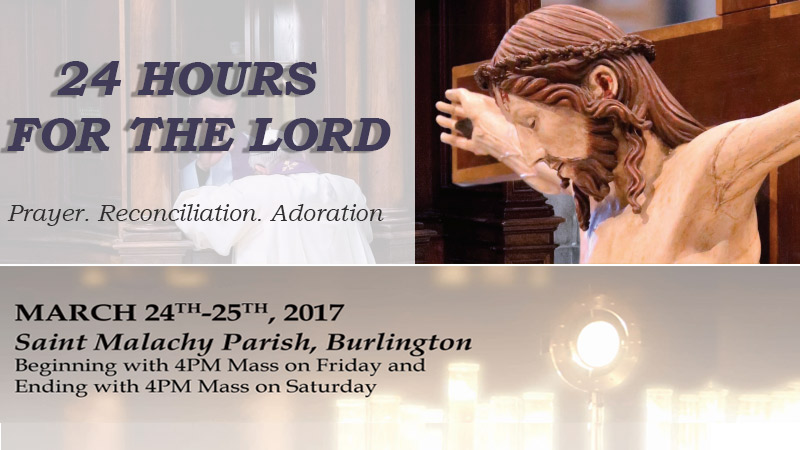 24 HOURS
FOR THE LORD
Prayer. Reconciliation. Adoration
MARCH 24TH-25TH, 2017
Saint Malachy Parish, Burlington
Beginning with 4PM Mass on Friday and
Ending with 4PM Mass on Saturday